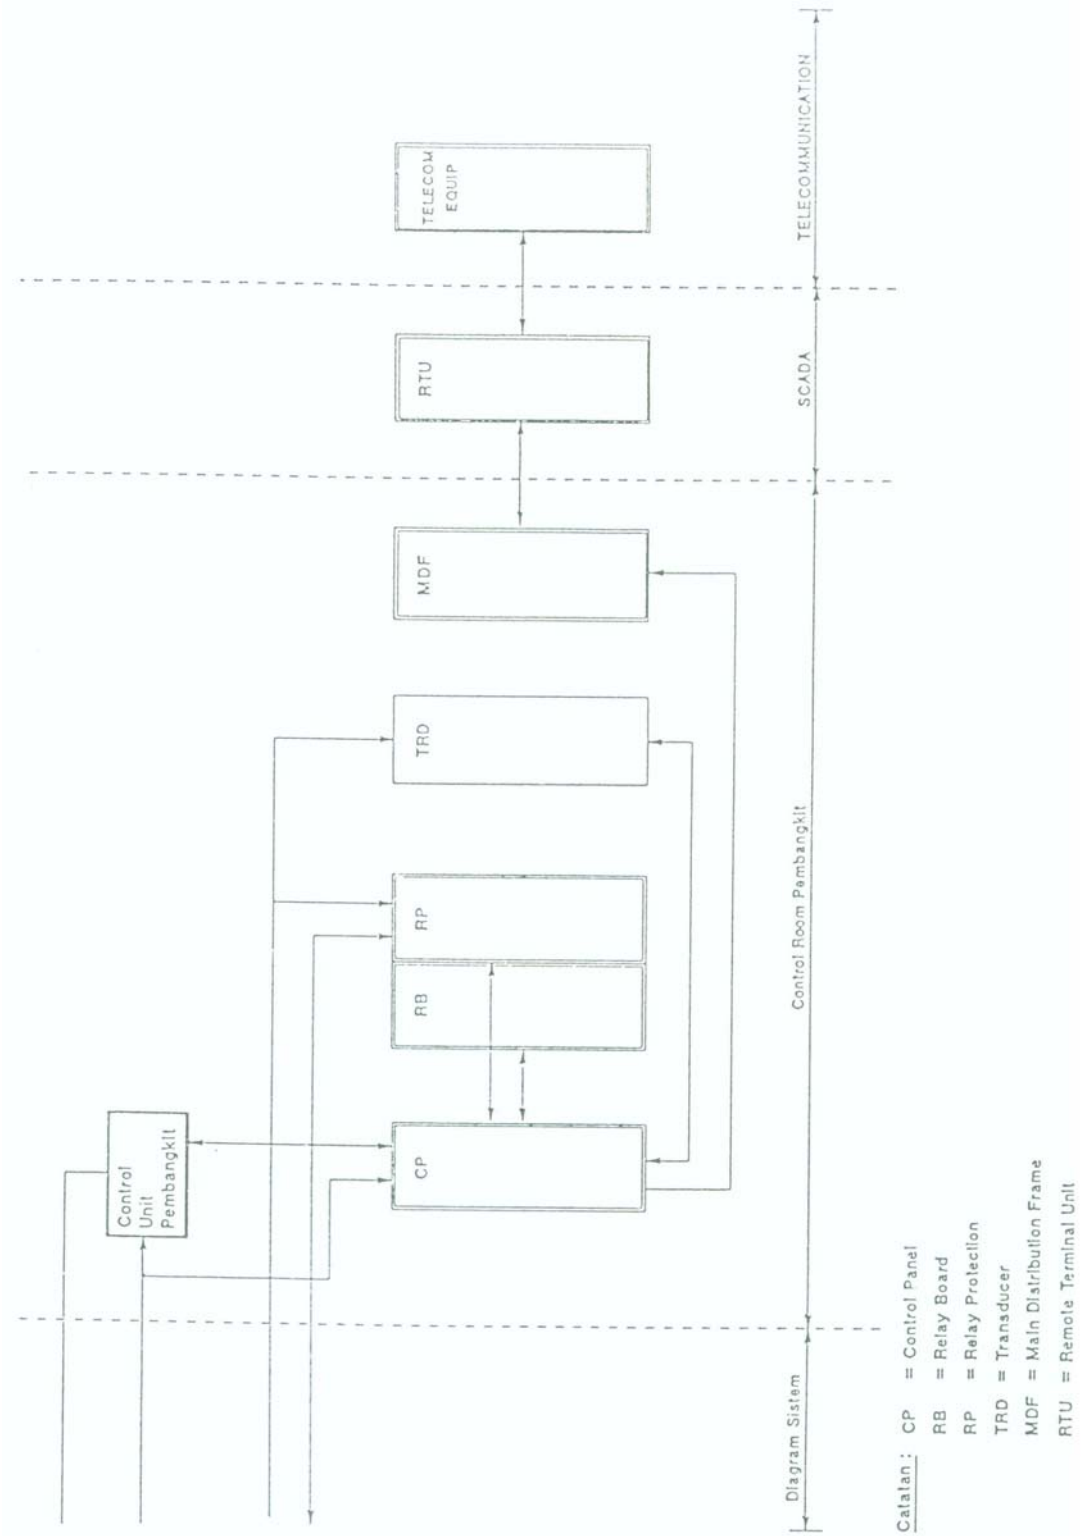 Control
Unit
Pembangkit
CP
RB
RP
TRD
MDF
RTU
TELECOM
EQUIP
Diagram Sistem
Control Room Pembangkit
SCADA
TELECOMMUNICATION
Catatan : CP = Control Panel
RB = Relay Board
RP = Relay Protection
TRD = Transducer
MDF = Main Distribution Frame
RTU = Remote Terminal Unit